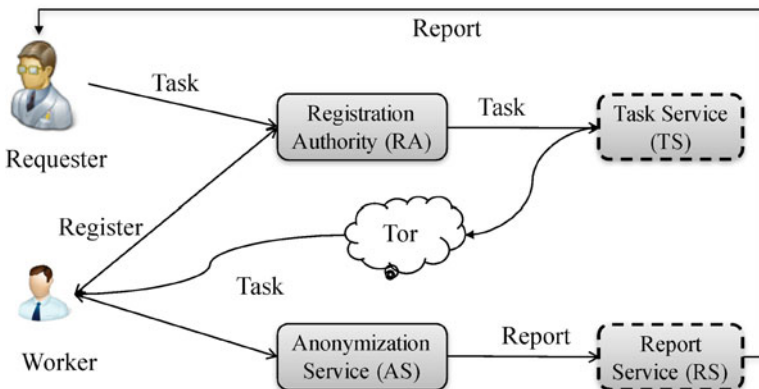 Report
Task
Registration
Authority (RA)
Task
Task Service
(TS)
Requester
Register
Tor
Task
Worker
Anonymization
Service (AS)
Report
Report
Service (RS)